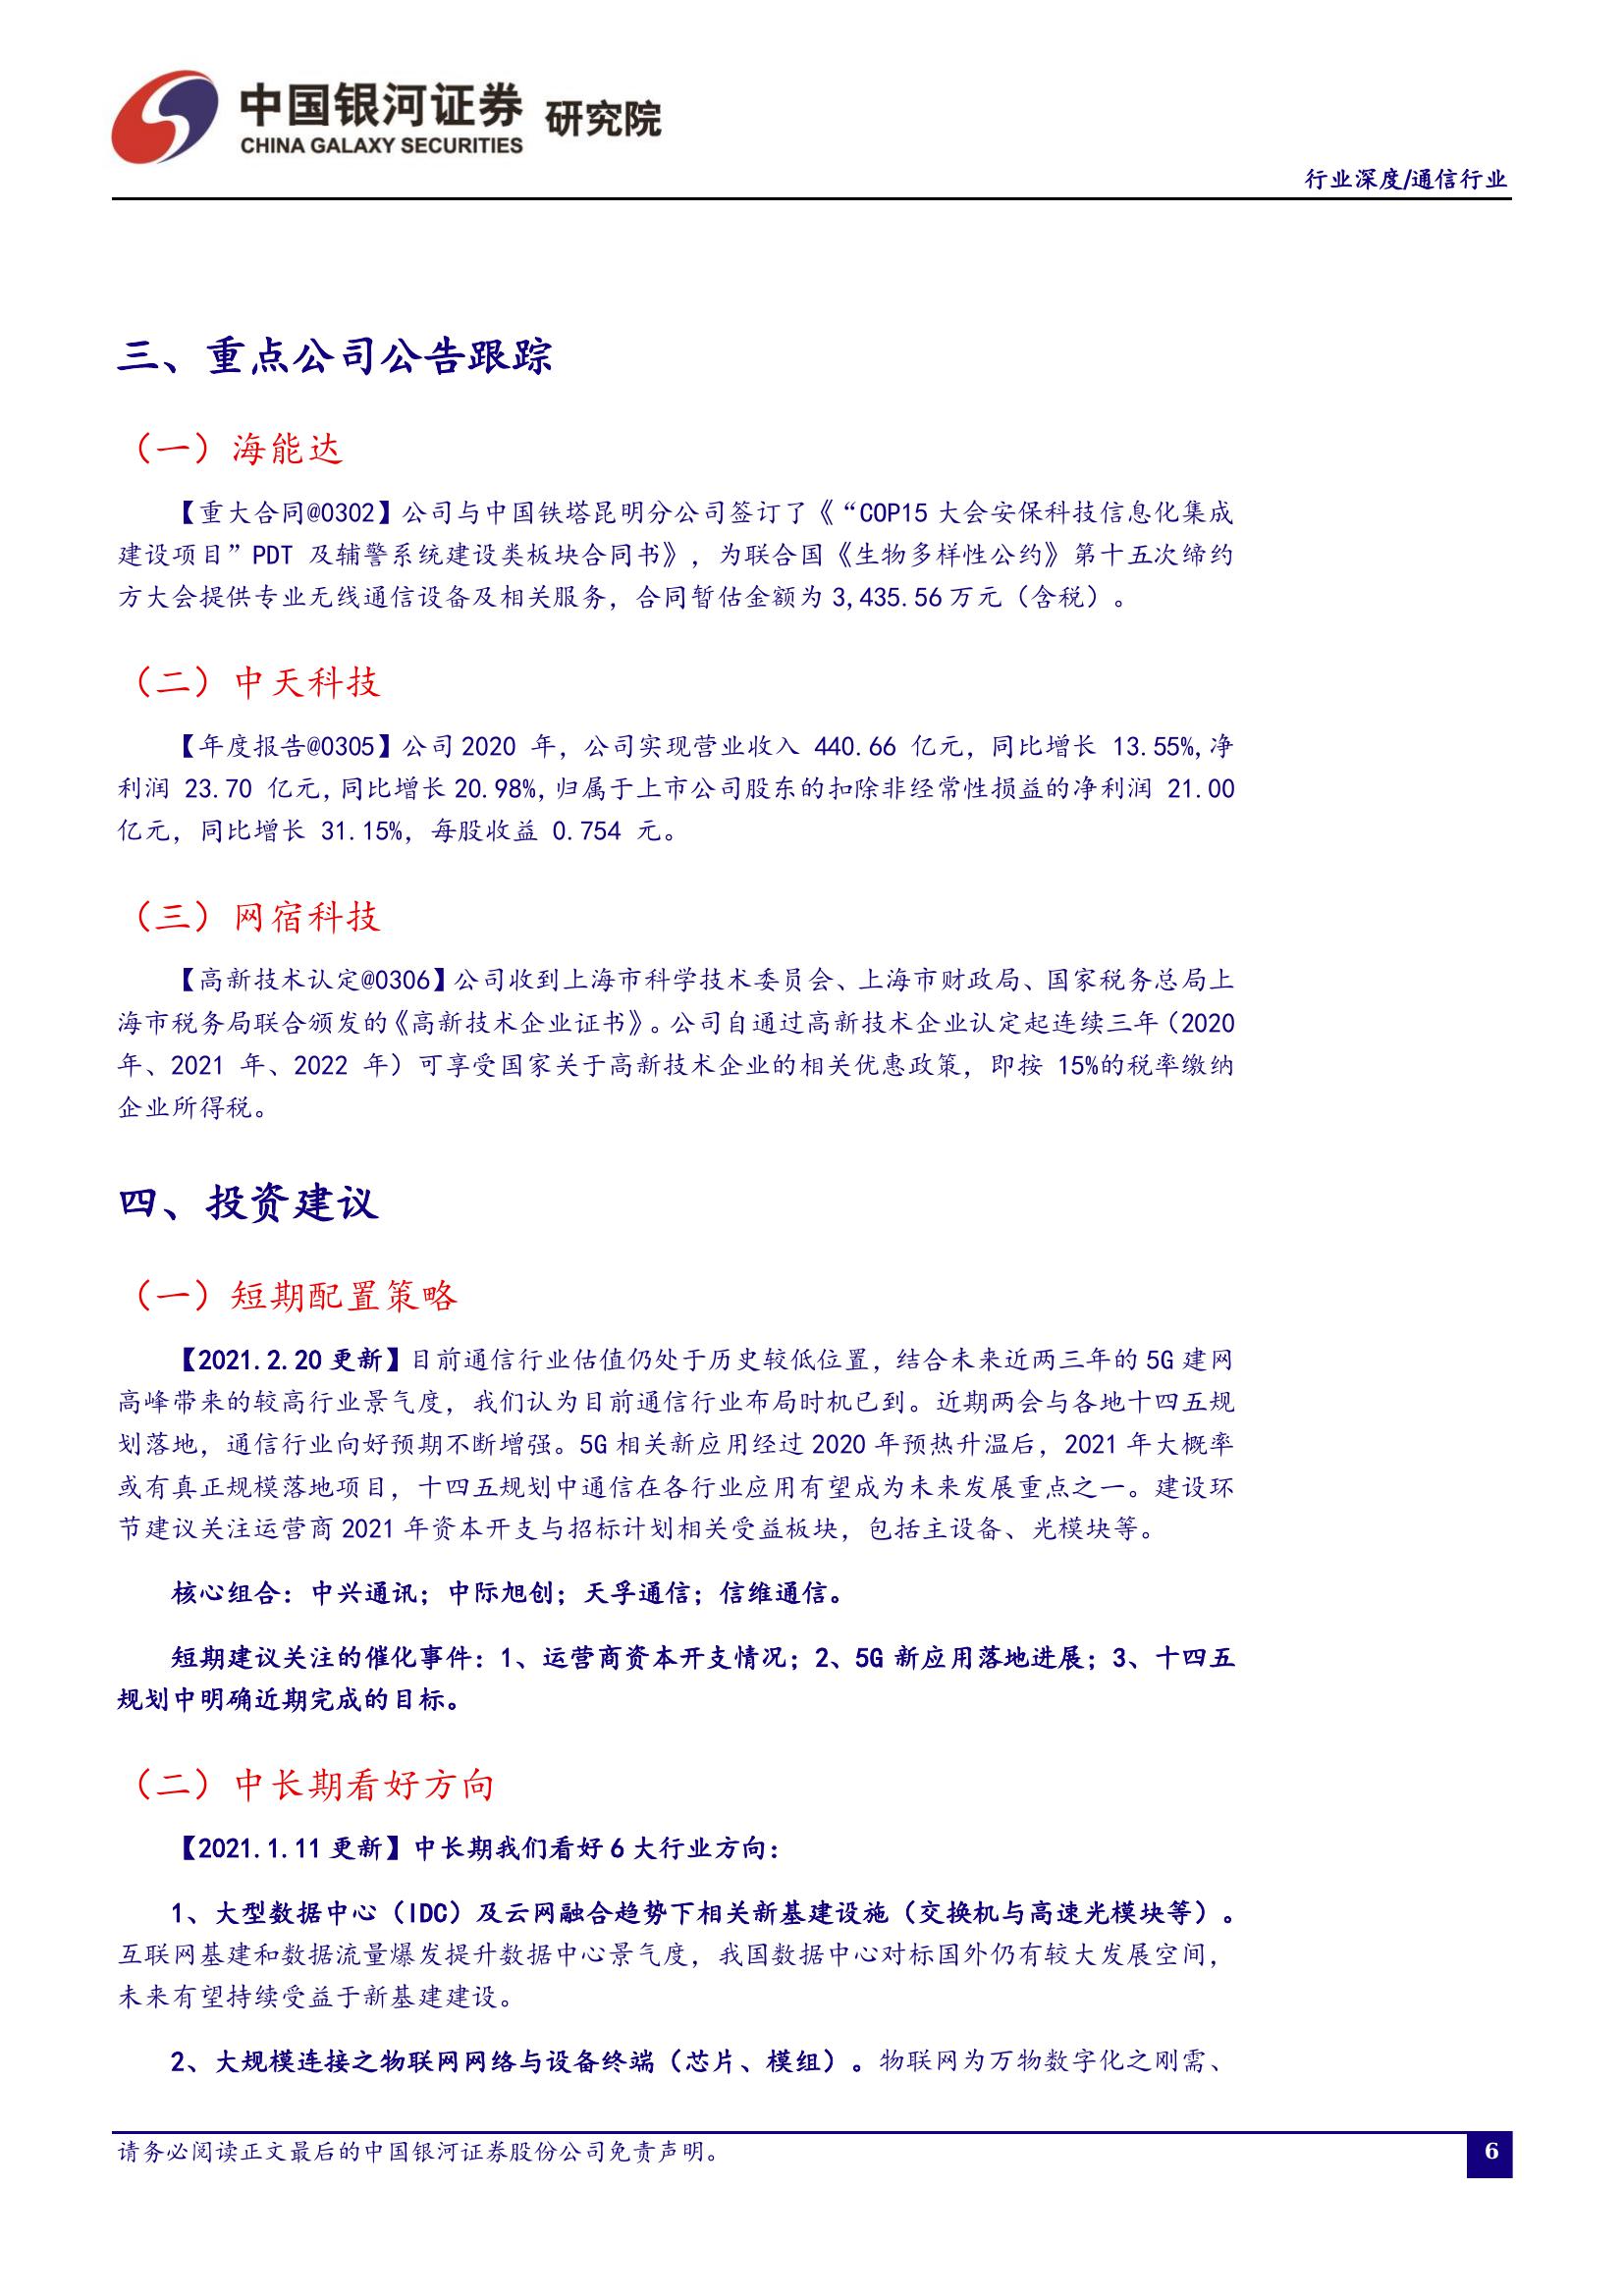 中国银河证券 研究院
CHINA GALAXY SECURITIES
行业深度/通信行业
三、重点公司公告跟踪
（一）海能达
【重大合同@0302】公司与中国铁塔昆明分公司签订了《“COP15 大会安保科技信息化集成
建设项目”PDT 及辅警系统建设类板块合同书》，为联合国《生物多样性公约》第十五次缔约
方大会提供专业无线通信设备及相关服务，合同暂估金额为 3,435.56 万元（含税）。
（二）中天科技
【年度报告@0305】公司 2020 年，公司实现营业收入 440.66 亿元，同比增长 13.55%,净
利润 23.70 亿元,同比增长 20.98%,归属于上市公司股东的扣除非经常性损益的净利润 21.00
亿元，同比增长 31.15%，每股收益 0.754 元。
（三）网宿科技
【高新技术认定@0306】公司收到上海市科学技术委员会、上海市财政局、国家税务总局上
海市税务局联合颁发的《高新技术企业证书》。公司自通过高新技术企业认定起连续三年（2020
年、2021 年、2022 年）可享受国家关于高新技术企业的相关优惠政策，即按 15%的税率缴纳
企业所得税。
四、投资建议
（一）短期配置策略
【2021.2.20 更新】目前通信行业估值仍处于历史较低位置，结合未来近两三年的 5G 建网
高峰带来的较高行业景气度，我们认为目前通信行业布局时机已到。近期两会与各地十四五规
划落地，通信行业向好预期不断增强。5G 相关新应用经过 2020 年预热升温后，2021 年大概率
或有真正规模落地项目，十四五规划中通信在各行业应用有望成为未来发展重点之一。建设环
节建议关注运营商 2021 年资本开支与招标计划相关受益板块，包括主设备、光模块等。
核心组合：中兴通讯；中际旭创；天孚通信；信维通信。
短期建议关注的催化事件：1、运营商资本开支情况；2、5G 新应用落地进展；3、十四五
规划中明确近期完成的目标。
（二）中长期看好方向
【2021.1.11 更新】中长期我们看好 6 大行业方向：
1、大型数据中心（IDC）及云网融合趋势下相关新基建设施（交换机与高速光模块等）。
互联网基建和数据流量爆发提升数据中心景气度，我国数据中心对标国外仍有较大发展空间，
未来有望持续受益于新基建建设。
2、大规模连接之物联网网络与设备终端（芯片、模组）。物联网为万物数字化之刚需、
请务必阅读正文最后的中国银河证券股份公司免责声明。
6